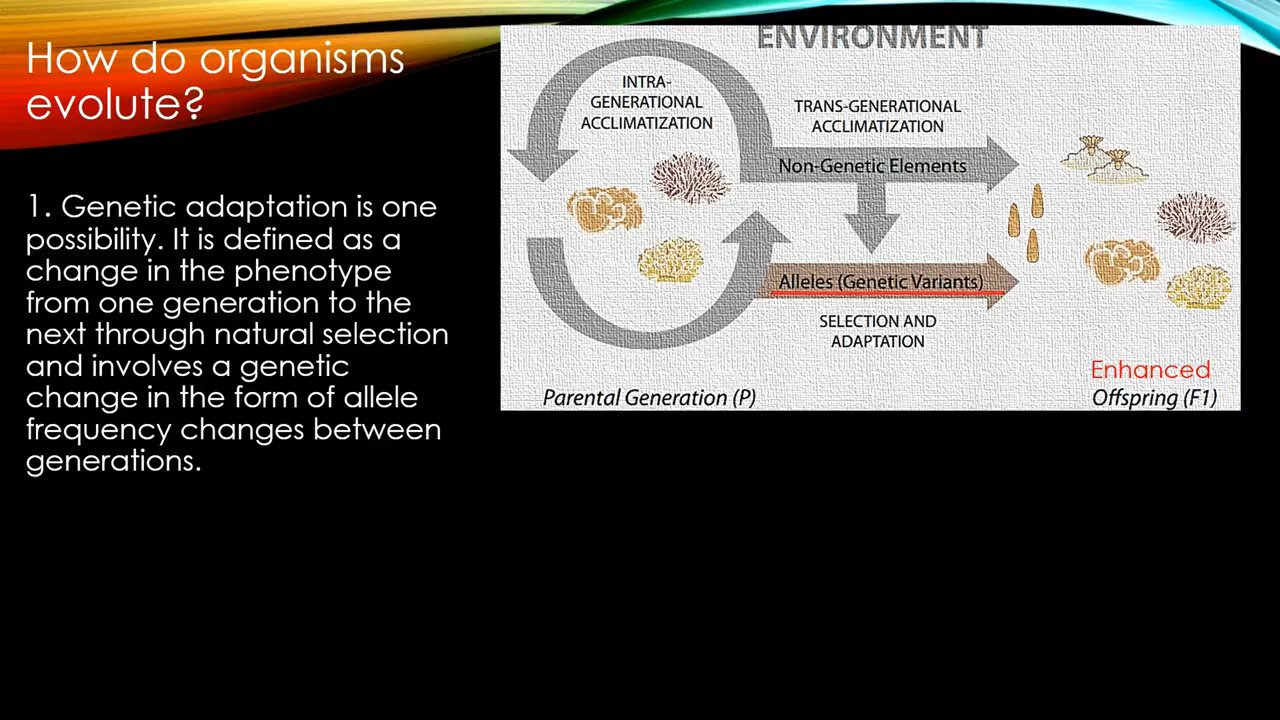 How do organisms
evolute?
1. Genetic adaptation is one
possibility. It is defined as a
change in the phenotype
from one generation to the
next through natural selection
and involves a genetic
change in the form of allele
frequency changes between
generations.
ENVIRONMENT
INTRA-
GENERATIONAL
ACCLIMATIZATION
TRANS-GENERATIONAL
ACCLIMATIZATION
Non-Genetic Elements
Alleles (Genetic Variants)
SELECTION AND
ADAPTATION
Parental Generation (P)
Enhanced
Offspring (F1)